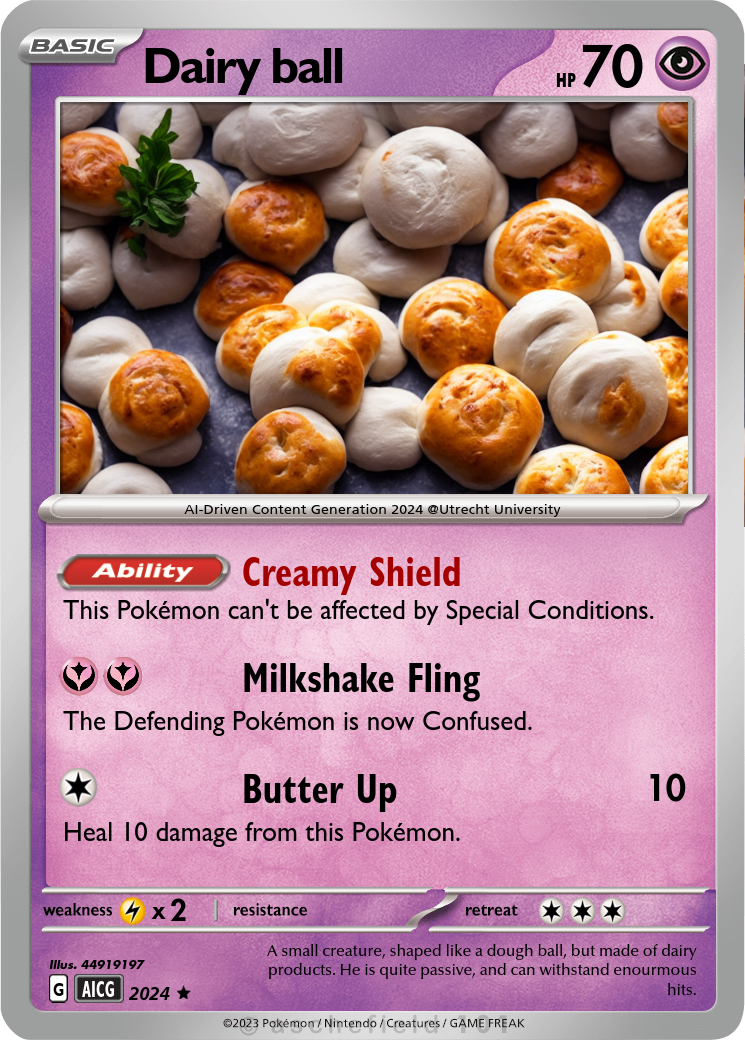 BASIC
Dairy ball
HP 70
AI-Driven Content Generation 2024 @Utrecht University
Ability Creamy Shield
This Pokémon can't be affected by Special Conditions.
Milkshake Fling
The Defending Pokémon is now Confused.
Butter Up 10
Heal 10 damage from this Pokémon.
weakness x 2 resistance retreat
A small creature, shaped like a dough ball, but made of dairy
products. He is quite passive, and can withstand enourmous
hits.
Illus. 44919197
G AICG 2024
©2023 Pokémon / Nintendo / Creatures / GAME FREAK